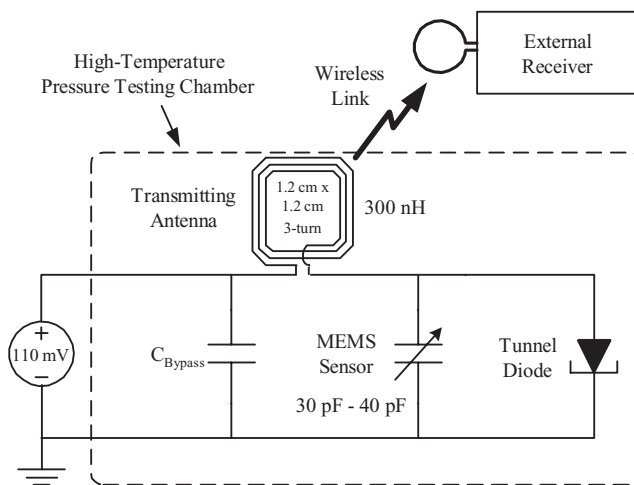 External
Receiver
High-Temperature
Pressure Testing Chamber
Wireless
Link
Transmitting
Antenna
1.2 cm x
1.2 cm
3-turn
300 nH
+
110 mV
−
C_Bypass
MEMS
Sensor
30 pF - 40 pF
Tunnel
Diode